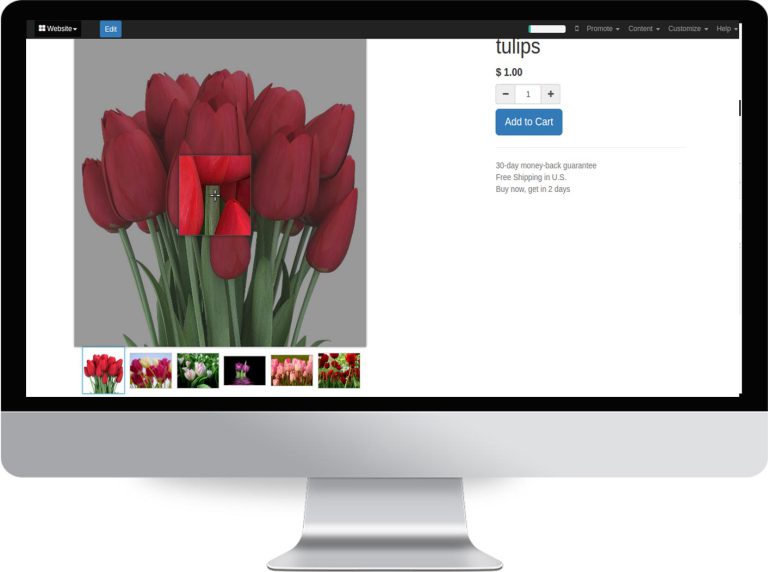 Website
Edit
Promote
Content
Customize
Help
tulips
$ 1.00
− 1 +
Add to Cart
30-day money-back guarantee
Free Shipping in U.S.
Buy now, get in 2 days